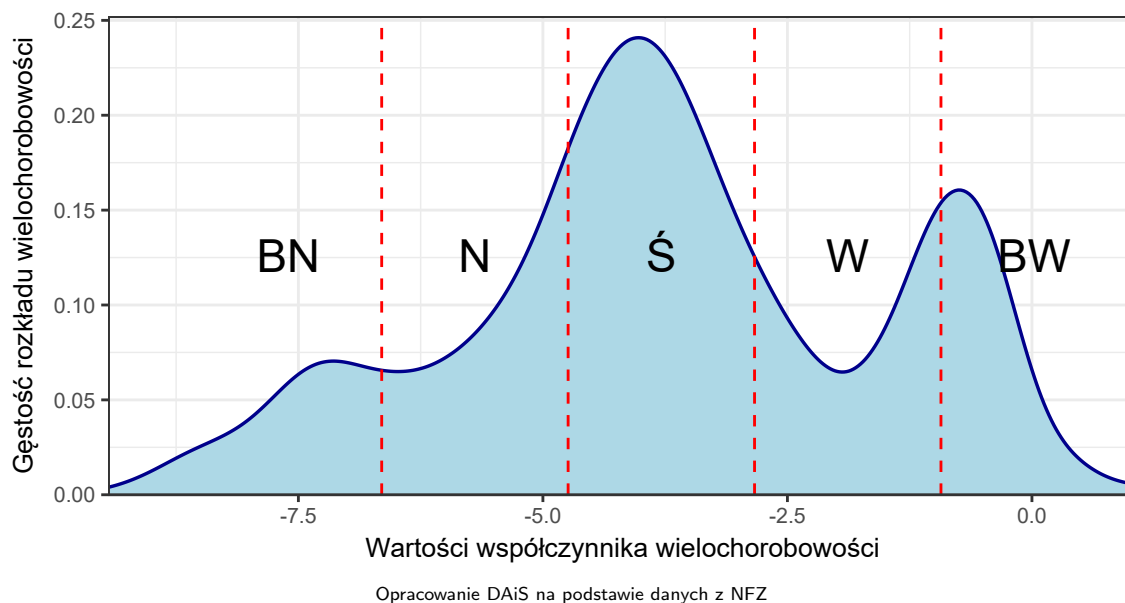 Gęstość rozkładu wielochorobowości
0.25
0.20
0.15
0.10
0.05
0.00
BN N Ś W BW
-7.5 -5.0 -2.5 0.0
Wartości współczynnika wielochorobowości
Opracowanie DAiS na podstawie danych z NFZ